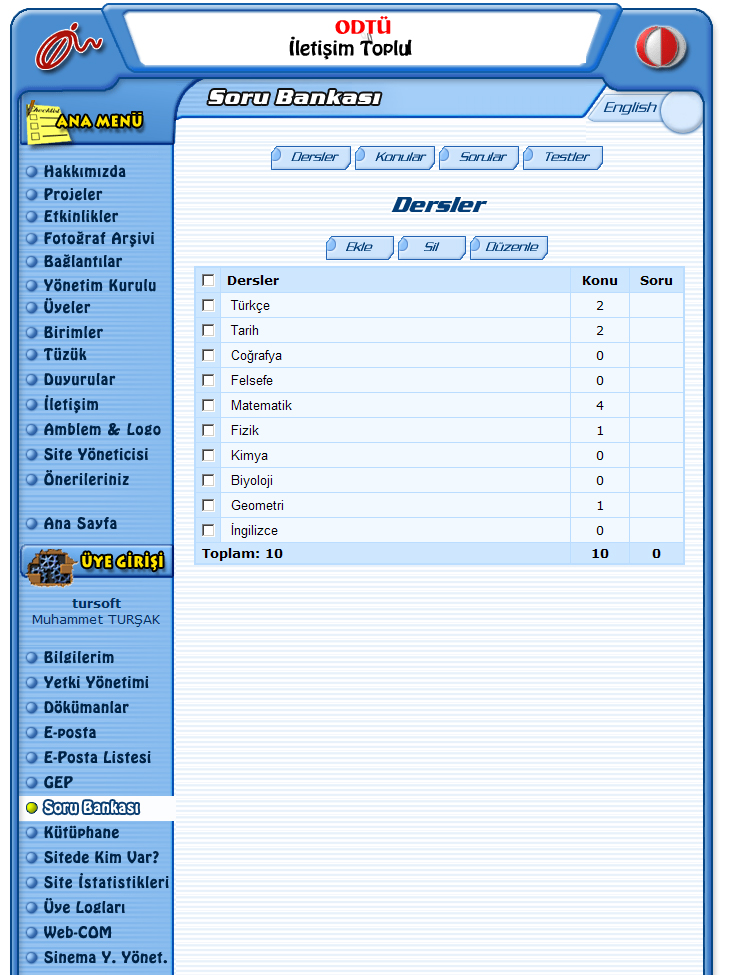 ODTÜ
İletişim Toplul
Soru Bankası
English
Checklist
ANA MENÜ
Hakkımızda
Projeler
Etkinlikler
Fotoğraf Arşivi
Bağlantılar
Yönetim Kurulu
Üyeler
Birimler
Tüzük
Duyurular
İletişim
Amblem & Logo
Site Yöneticisi
Önerileriniz
Ana Sayfa
ÜYE GİRİŞİ
tursoft
Muhammet TURŞAK
Bilgilerim
Yetki Yönetimi
Dökümanlar
E-posta
E-Posta Listesi
GEP
Soru Bankası
Kütüphane
Sitede Kim Var?
Site İstatistikleri
Üye Logları
Web-COM
Sinema Y. Yönet.
Dersler Konular Sorular Testler
Dersler
Ekle Sil Düzenle
Dersler Konu Soru
Türkçe 2
Tarih 2
Coğrafya 0
Felsefe 0
Matematik 4
Fizik 1
Kimya 0
Biyoloji 0
Geometri 1
İngilizce 0
Toplam: 10 10 0